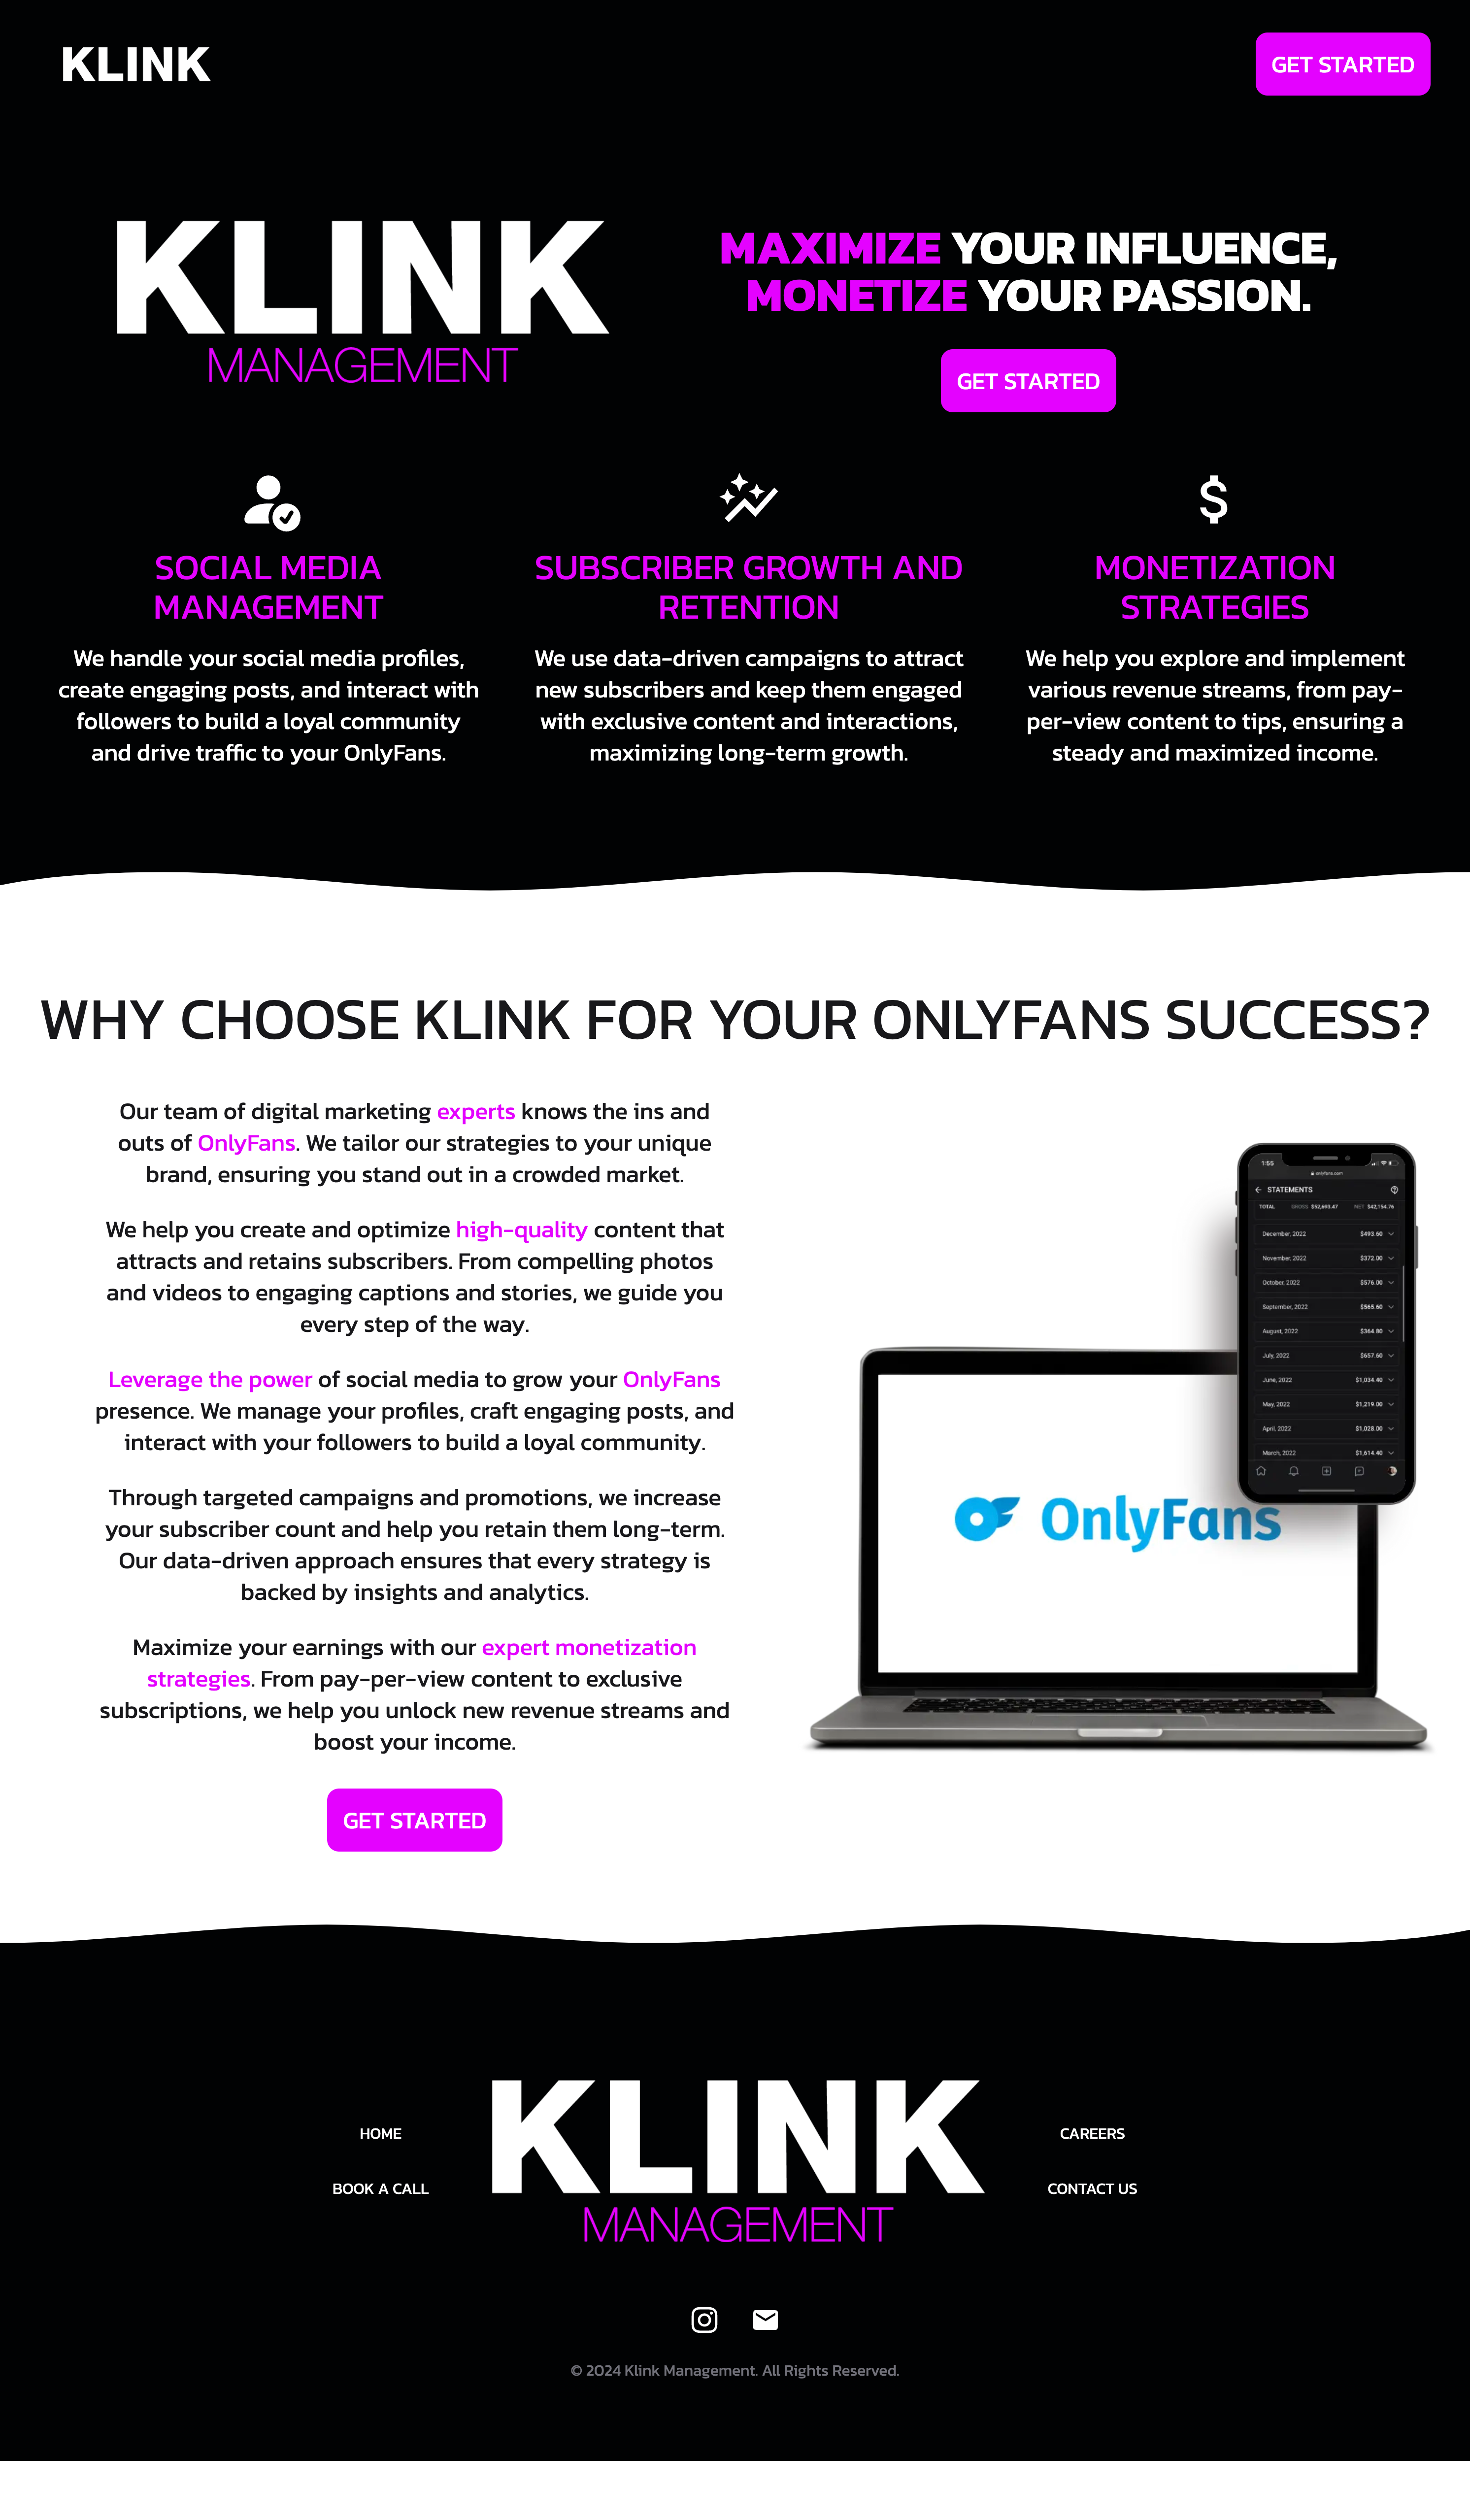 KLINK
GET STARTED
KLINK
MANAGEMENT
MAXIMIZE YOUR INFLUENCE,
MONETIZE YOUR PASSION.
GET STARTED
SOCIAL MEDIA
MANAGEMENT
We handle your social media profiles,
create engaging posts, and interact with
followers to build a loyal community
and drive traffic to your OnlyFans.
SUBSCRIBER GROWTH AND
RETENTION
We use data-driven campaigns to attract
new subscribers and keep them engaged
with exclusive content and interactions,
maximizing long-term growth.
MONETIZATION
STRATEGIES
We help you explore and implement
various revenue streams, from pay-
per-view content to tips, ensuring a
steady and maximized income.
WHY CHOOSE KLINK FOR YOUR ONLYFANS SUCCESS?
Our team of digital marketing experts knows the ins and
outs of OnlyFans. We tailor our strategies to your unique
brand, ensuring you stand out in a crowded market.
We help you create and optimize high-quality content that
attracts and retains subscribers. From compelling photos
and videos to engaging captions and stories, we guide you
every step of the way.
Leverage the power of social media to grow your OnlyFans
presence. We manage your profiles, craft engaging posts, and
interact with your followers to build a loyal community.
Through targeted campaigns and promotions, we increase
your subscriber count and help you retain them long-term.
Our data-driven approach ensures that every strategy is
backed by insights and analytics.
Maximize your earnings with our expert monetization
strategies. From pay-per-view content to exclusive
subscriptions, we help you unlock new revenue streams and
boost your income.
GET STARTED
1:55
onlyfans.com
STATEMENTS
TOTAL GROSS $52,693.47 NET $42,154.76
December, 2022 $493.60
November, 2022 $372.00
October, 2022 $576.00
September, 2022 $565.60
August, 2022 $364.80
July, 2022 $657.60
June, 2022 $1,034.40
May, 2022 $1,219.00
April, 2022 $1,028.00
March, 2022 $1,614.40
OnlyFans
HOME
BOOK A CALL
KLINK
MANAGEMENT
CAREERS
CONTACT US
© 2024 Klink Management. All Rights Reserved.